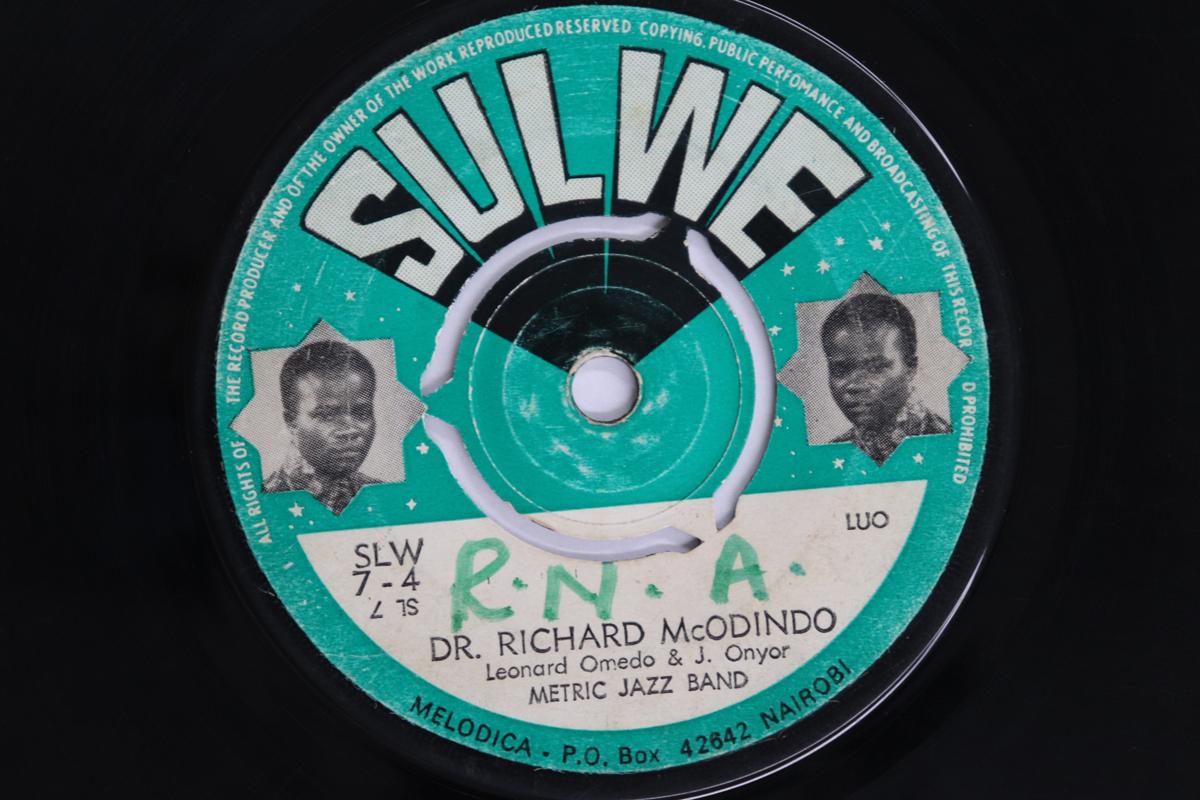 ALL RIGHTS OF THE RECORD PRODUCER AND OF THE OWNER OF THE WORK REPRODUCED RESERVED COPYING, PUBLIC PERFOMANCE AND BROADCASTING OF THIS RECOR D PROHIBITED
SULWE
LUO
SLW
7-4
R.N.A.
DR. RICHARD McODINDO
Leonard Omedo & J. Onyor
METRIC JAZZ BAND
MELODICA - P.O. Box 42642 NAIROBI